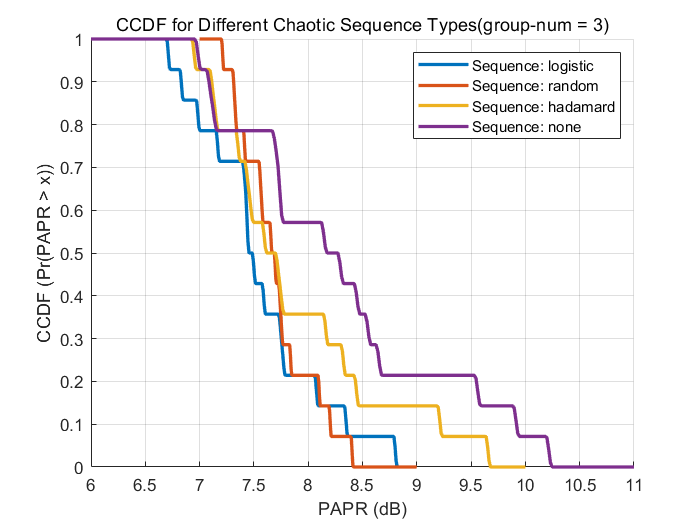 CCDF for Different Chaotic Sequence Types(group-num = 3)
Sequence: logistic
Sequence: random
Sequence: hadamard
Sequence: none
CCDF (Pr(PAPR > x))
1
0.9
0.8
0.7
0.6
0.5
0.4
0.3
0.2
0.1
0
6 6.5 7 7.5 8 8.5 9 9.5 10 10.5 11
PAPR (dB)